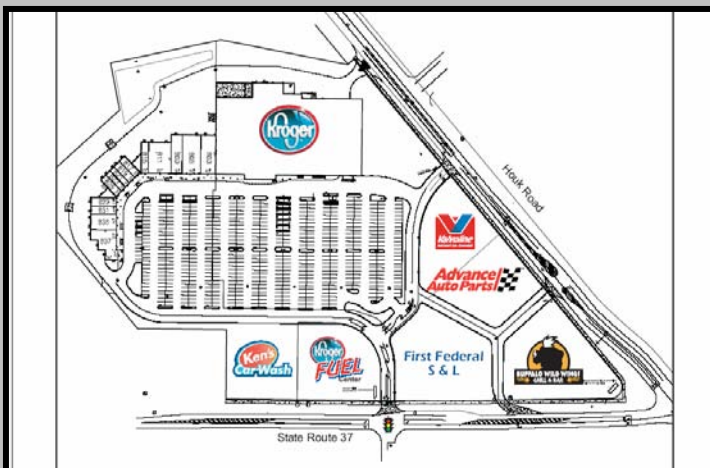 Kroger
Houk Road
Valvoline
Advance
Auto Parts
Ken's
Car Wash
Kroger
FUEL
Center
First Federal
S & L
BUFFALO WILD WINGS
GRILL & BAR
State Route 37